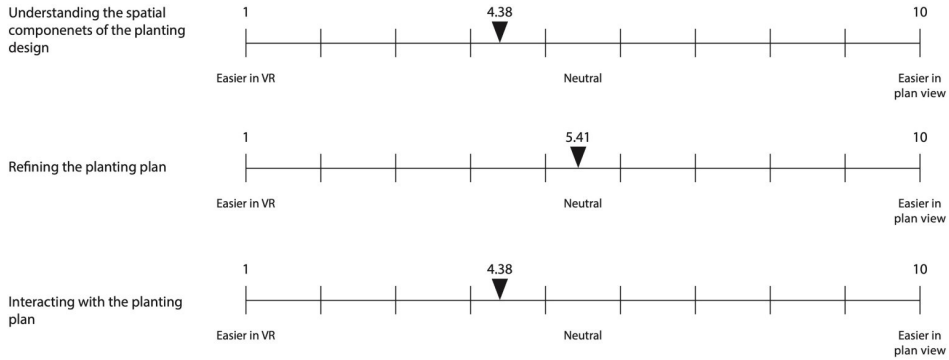 Understanding the spatial
componenets of the planting
design
1
4.38
10
Easier in VR
Neutral
Easier in
plan view
Refining the planting plan
1
5.41
10
Easier in VR
Neutral
Easier in
plan view
Interacting with the planting
plan
1
4.38
10
Easier in VR
Neutral
Easier in
plan view